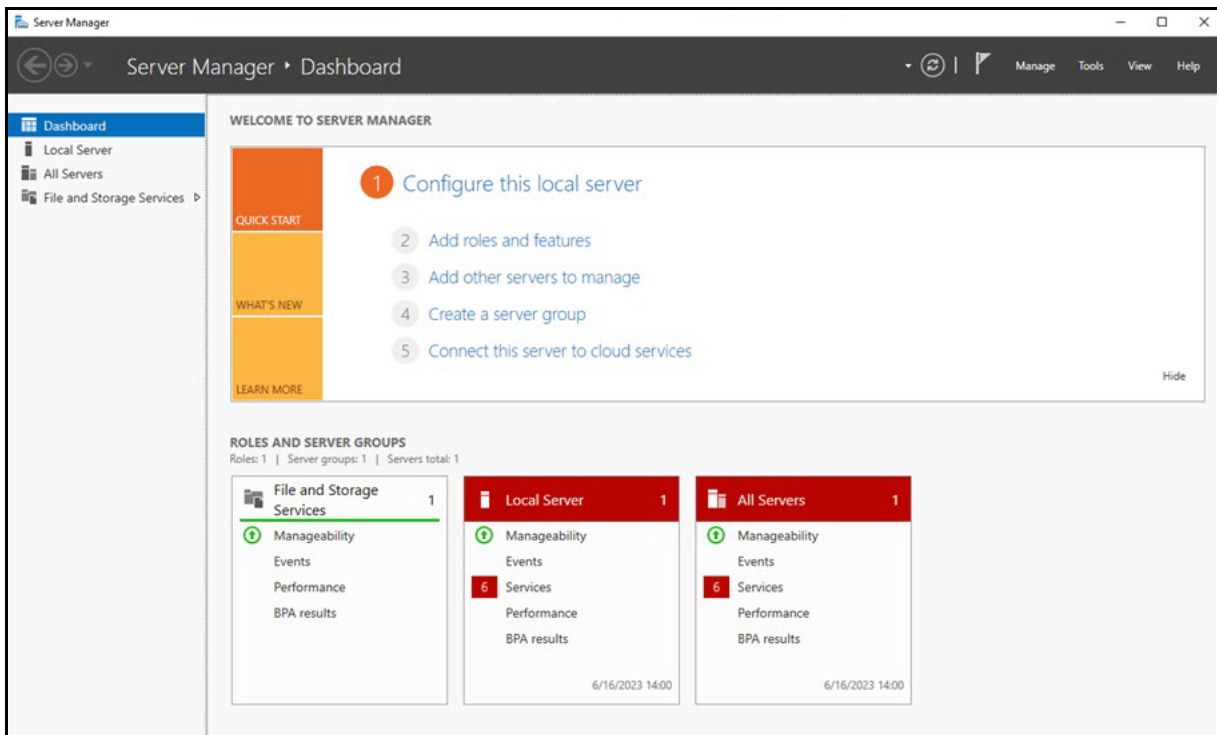 Server Manager
Server Manager • Dashboard
Manage Tools View Help
Dashboard
Local Server
All Servers
File and Storage Services
WELCOME TO SERVER MANAGER
QUICK START
WHAT'S NEW
LEARN MORE
1 Configure this local server
2 Add roles and features
3 Add other servers to manage
4 Create a server group
5 Connect this server to cloud services
Hide
ROLES AND SERVER GROUPS
Roles: 1 | Server groups: 1 | Servers total: 1
File and Storage
Services
1
Manageability
Events
Performance
BPA results
Local Server 1
Manageability
Events
6 Services
Performance
BPA results
6/16/2023 14:00
All Servers 1
Manageability
Events
6 Services
Performance
BPA results
6/16/2023 14:00